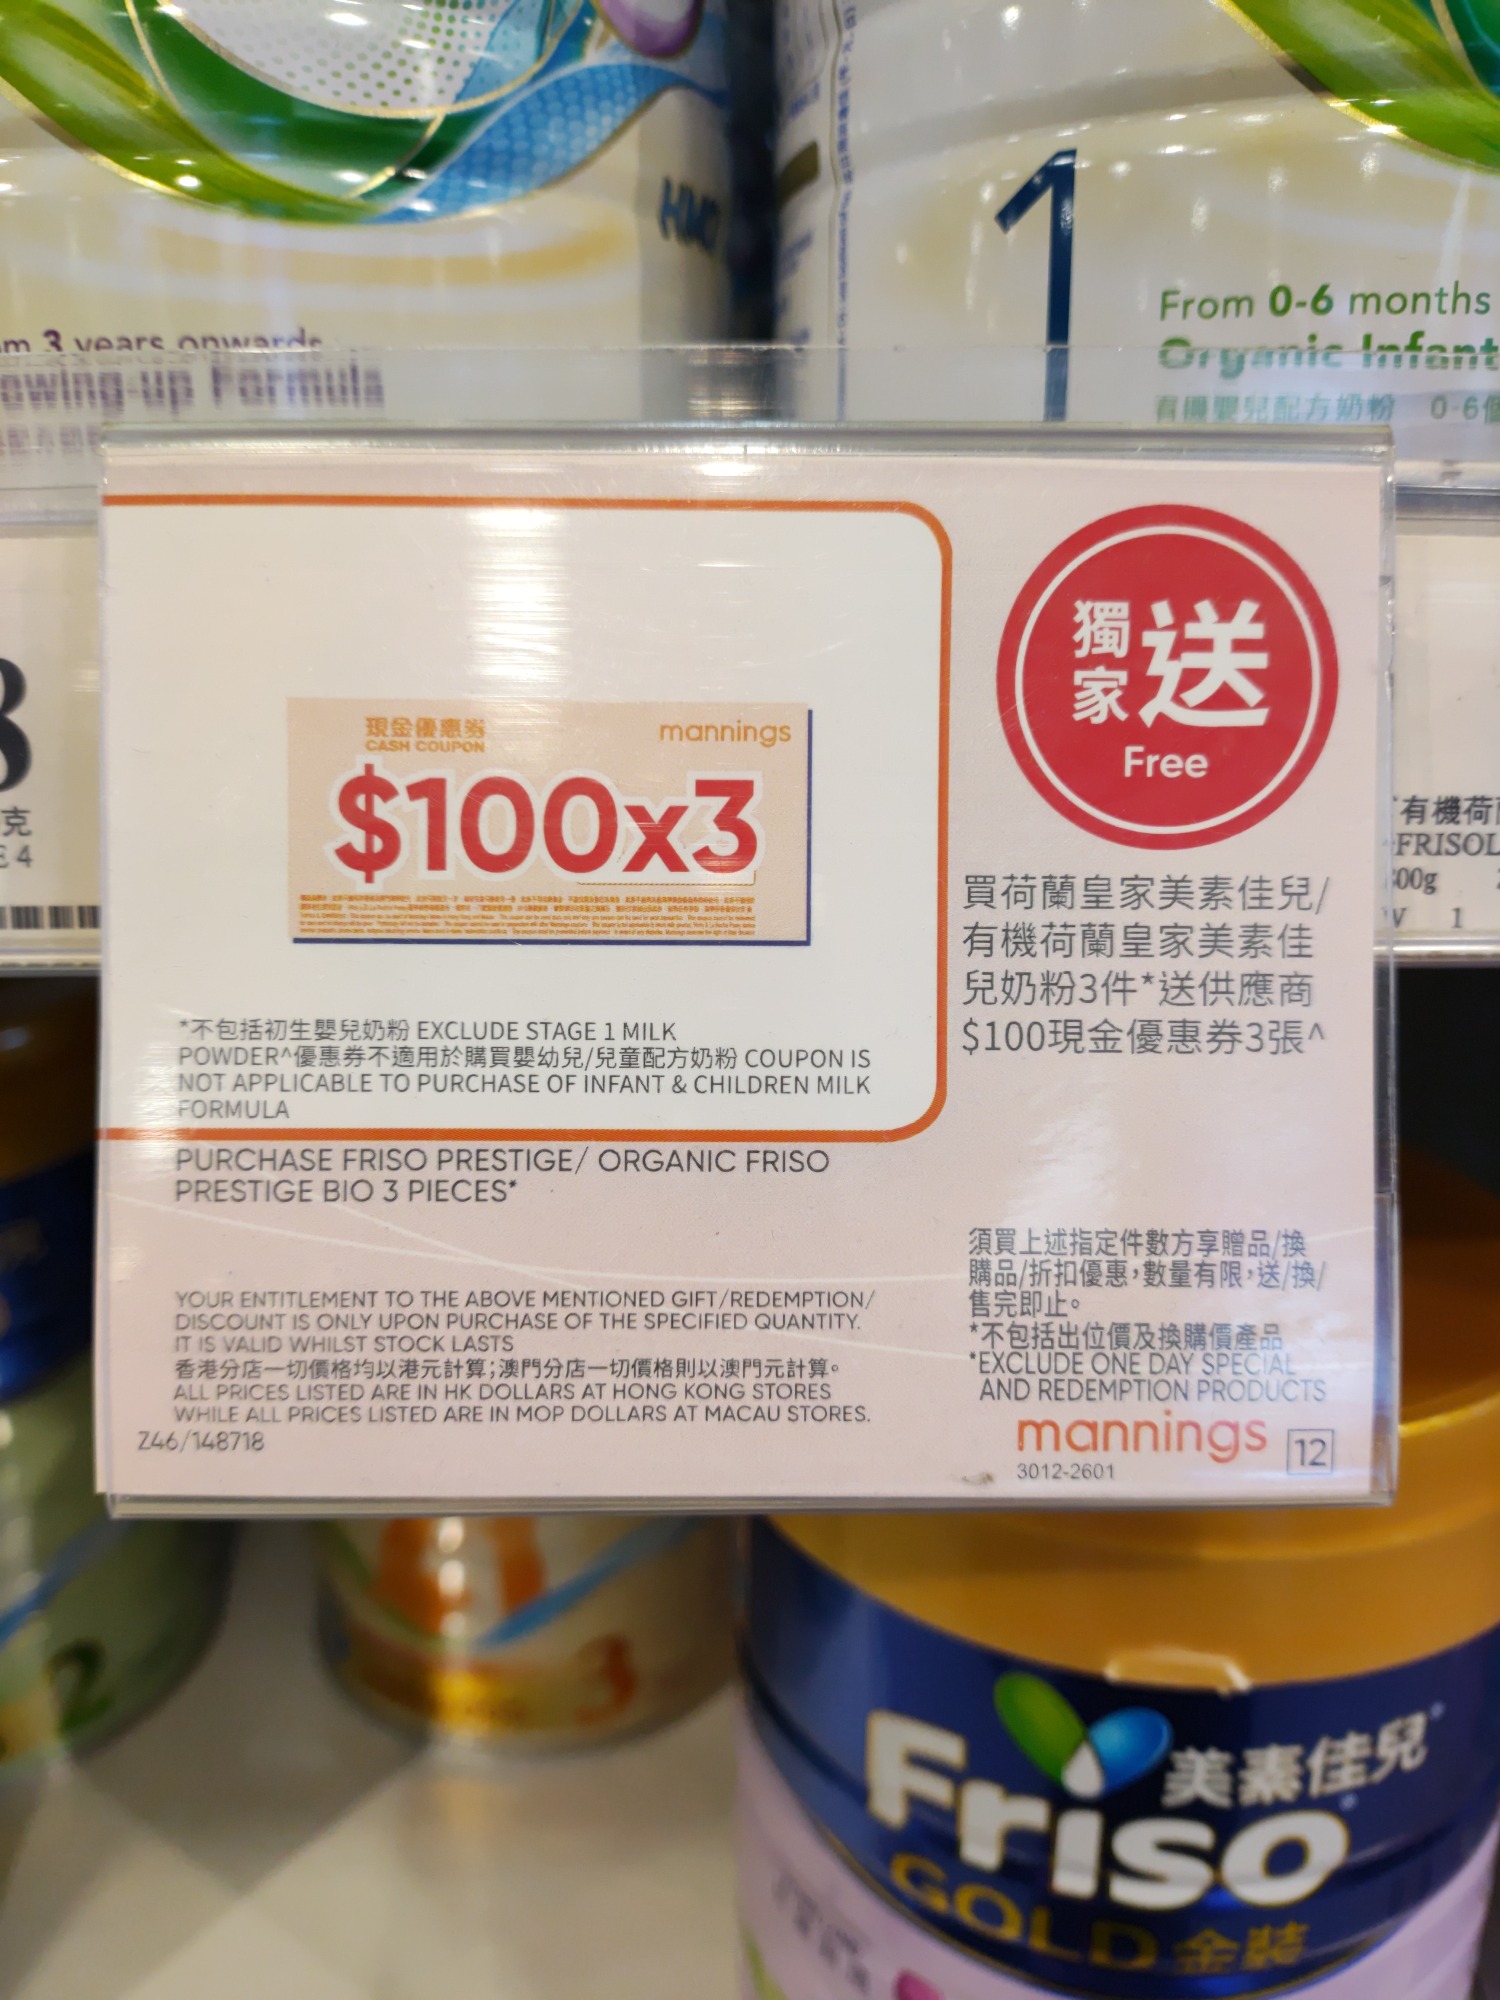 HMO
3 years onwards
1
From 0-6 months
Organic Infant
有機嬰兒配方奶粉 0-6個
現金優惠券
CASH COUPON
mannings
$100x3
獨家送
Free
買荷蘭皇家美素佳兒/
有機荷蘭皇家美素佳
兒奶粉3件*送供應商
$100現金優惠券3張^
*不包括初生嬰兒奶粉 EXCLUDE STAGE 1 MILK
POWDER^優惠券不適用於購買嬰幼兒/兒童配方奶粉 COUPON IS
NOT APPLICABLE TO PURCHASE OF INFANT & CHILDREN MILK
FORMULA
PURCHASE FRISO PRESTIGE/ ORGANIC FRISO
PRESTIGE BIO 3 PIECES*
YOUR ENTITLEMENT TO THE ABOVE MENTIONED GIFT/REDEMPTION/
DISCOUNT IS ONLY UPON PURCHASE OF THE SPECIFIED QUANTITY.
IT IS VALID WHILST STOCK LASTS
香港分店一切價格均以港元計算;澳門分店一切價格則以澳門元計算。
ALL PRICES LISTED ARE IN HK DOLLARS AT HONG KONG STORES
WHILE ALL PRICES LISTED ARE IN MOP DOLLARS AT MACAU STORES.
Z46/148718
須買上述指定件數方享贈品/換
購品/折扣優惠,數量有限,送/換/
售完即止。
*不包括出位價及換購價產品
*EXCLUDE ONE DAY SPECIAL
AND REDEMPTION PRODUCTS
mannings
3012-2601
12
克
E 4
有機荷
FRISOL
00g
1
2
3
Friso
美素佳兒
GOLD 金裝